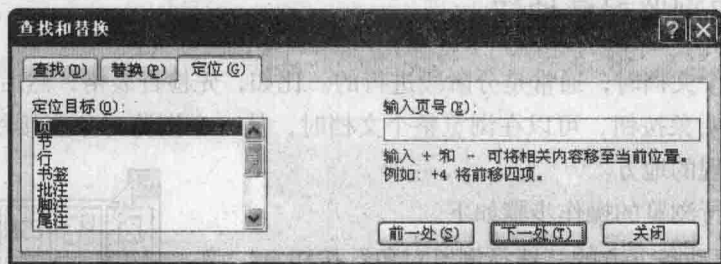 查找和替换
查找(D) 替换(P) 定位(G)
定位目标(O):
页
节
行
书签
批注
脚注
尾注
输入页号(E):
输入 + 和 - 可将相关内容移至当前位置。
例如: +4 将前移四项。
前一处(S) 下一处(T) 关闭